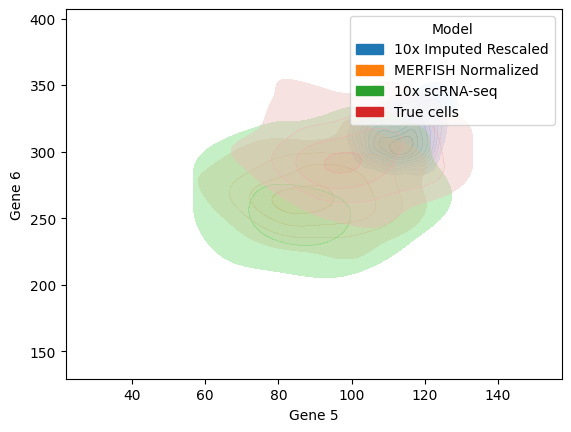 Model
10x Imputed Rescaled
MERFISH Normalized
10x scRNA-seq
True cells
400
350
300
250
200
150
Gene 6
40
60
80
100
120
140
Gene 5